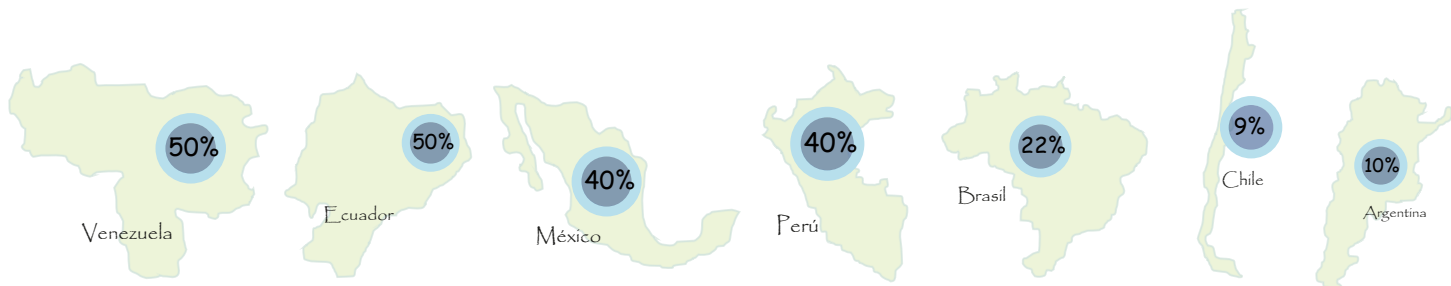 50%
Venezuela
50%
Ecuador
40%
México
40%
Perú
22%
Brasil
9%
Chile
10%
Argentina